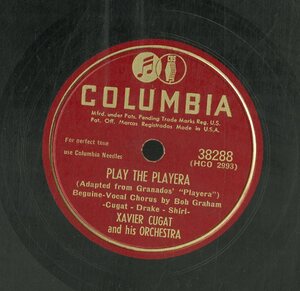 CBS
COLUMBIA
Mfrd. under Pats. Pending Trade Marks Reg. U.S.
Pat. Off. Marcas Registradas Made in U.S.A.
For perfect tone
use Columbia Needles
38288
(HCO 2993)
PLAY THE PLAYERA
(Adapted from Granados' "Playera")
Beguine-Vocal Chorus by Bob Graham
-Cugat - Drake - Shirl-
XAVIER CUGAT
and his ORCHESTRA